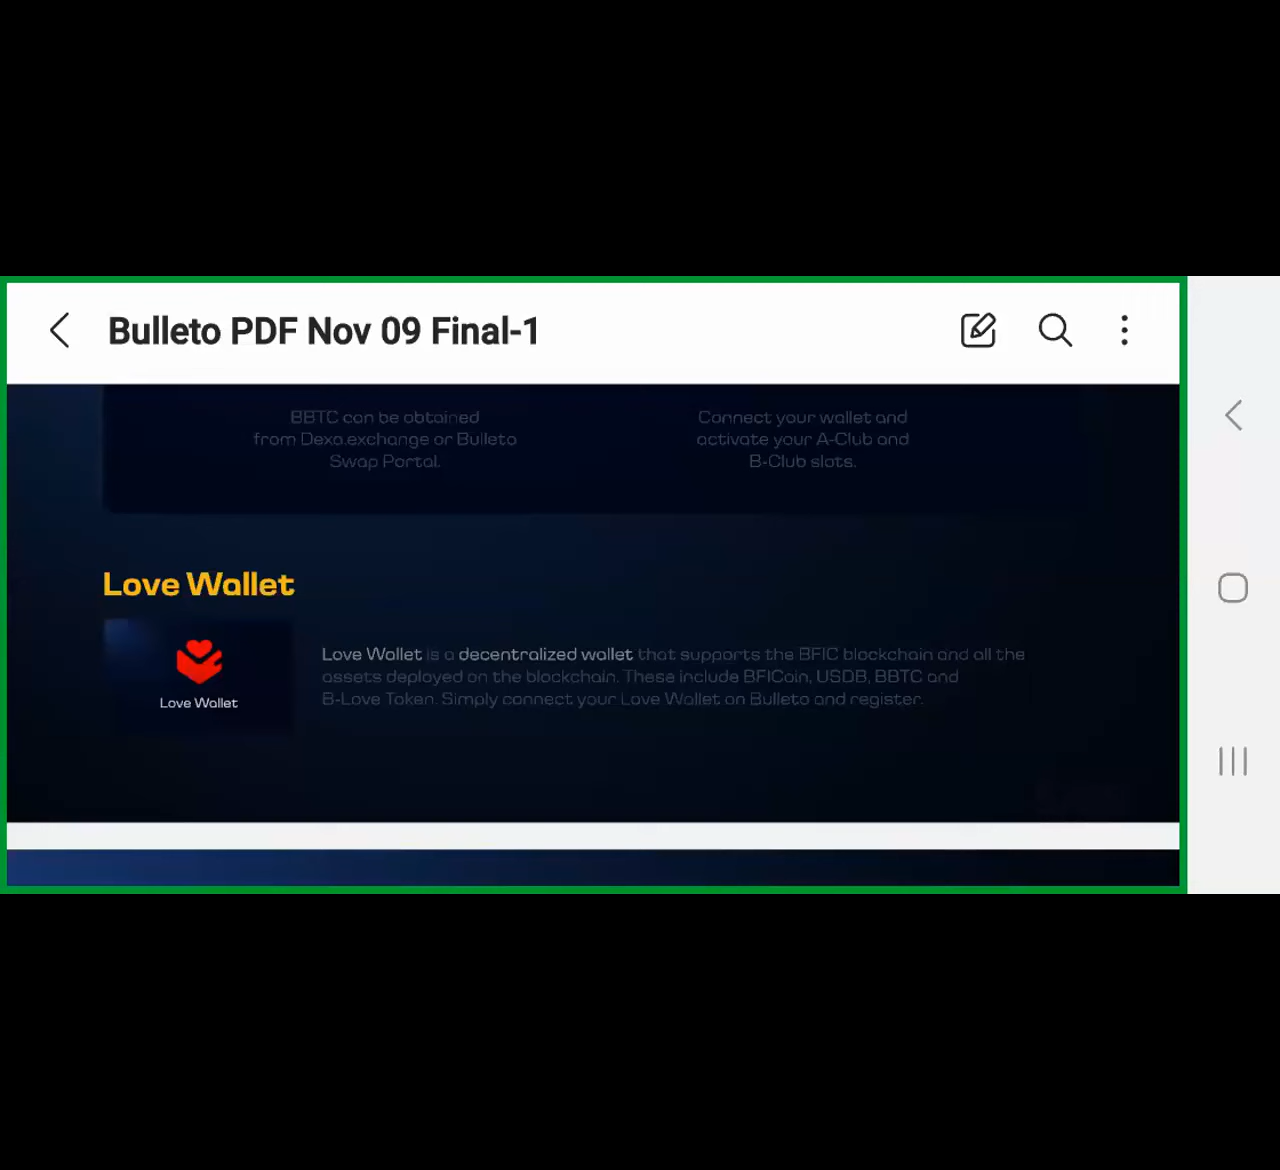 Bulleto PDF Nov 09 Final-1
BBTC can be obtained
from Dexa.exchange or Bulleto
Swap Portal.
Connect your wallet and
activate your A-Club and
B-Club slots.
Love Wallet
Love Wallet
Love Wallet is a decentralized wallet that supports the BFIC blockchain and all the
assets deployed on the blockchain. These include BFICoin, USDB, BBTC and
B-Love Token. Simply connect your Love Wallet on Bulleto and register.